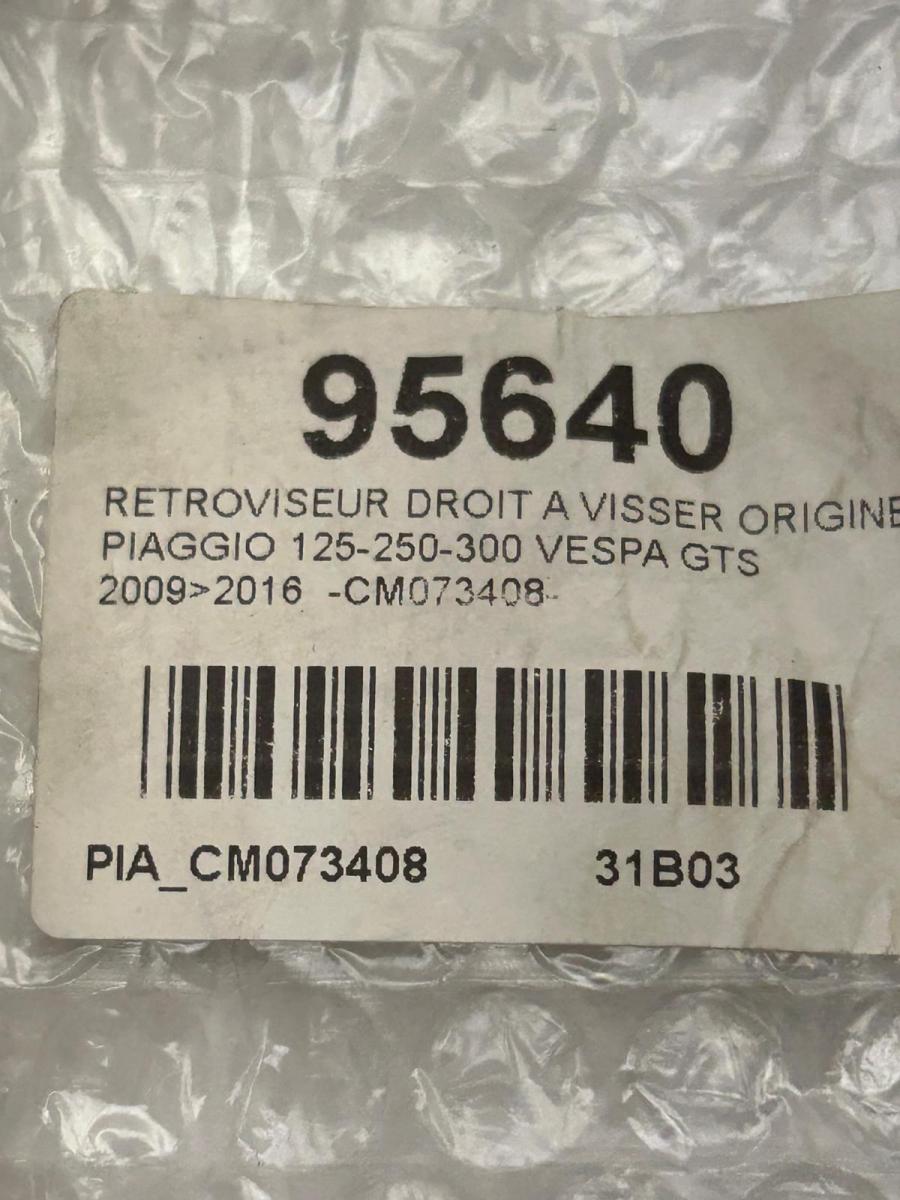 95640
RETROVISEUR DROIT A VISSER ORIGINE
PIAGGIO 125-250-300 VESPA GTS
2009>2016 -CM073408-
PIA_CM073408 31B03